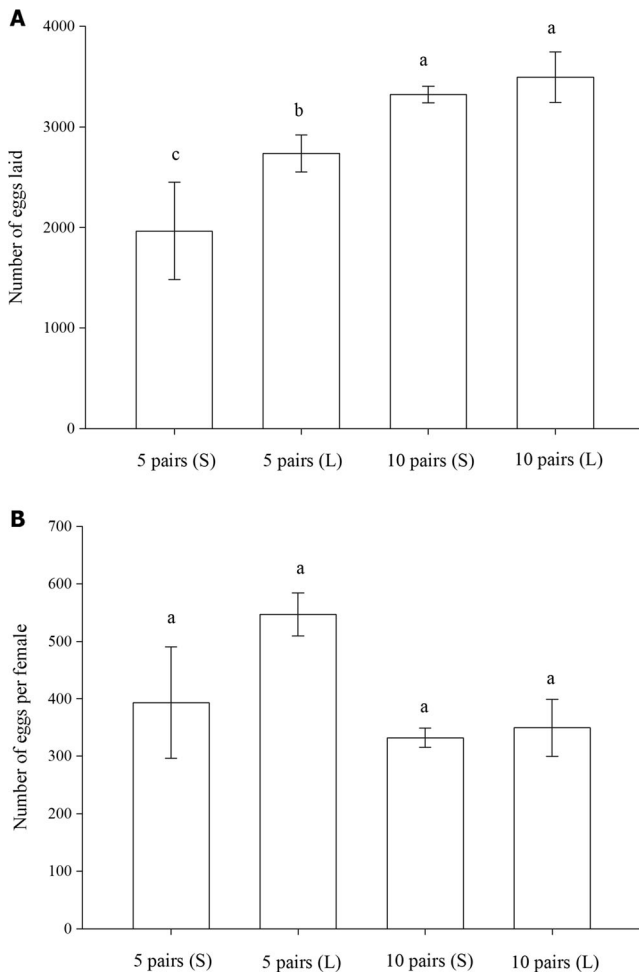 A
4000
3000
2000
1000
0
Number of eggs laid
c
b
a
a
5 pairs (S)
5 pairs (L)
10 pairs (S)
10 pairs (L)
B
700
600
500
400
300
200
100
0
Number of eggs per female
a
a
a
a
5 pairs (S)
5 pairs (L)
10 pairs (S)
10 pairs (L)